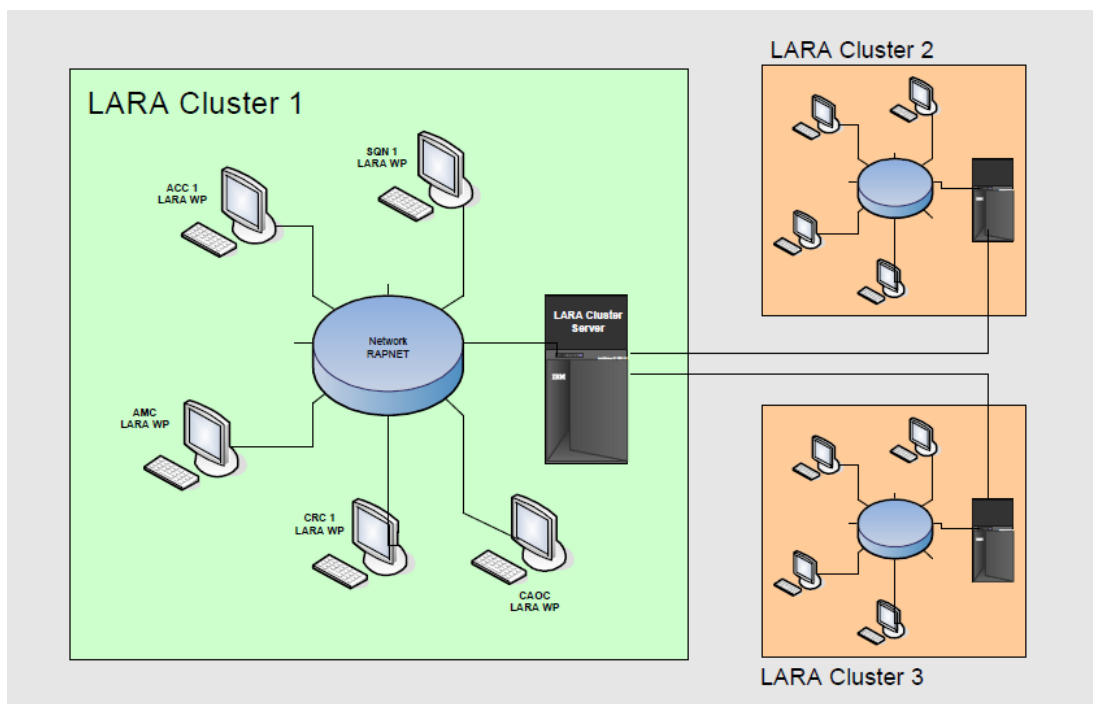 LARA Cluster 1
SQN 1
LARA WP
ACC 1
LARA WP
Network
RAPNET
LARA Cluster
Server
IBM
AMC
LARA WP
CRC 1
LARA WP
CAOC
LARA WP
LARA Cluster 2
LARA Cluster 3